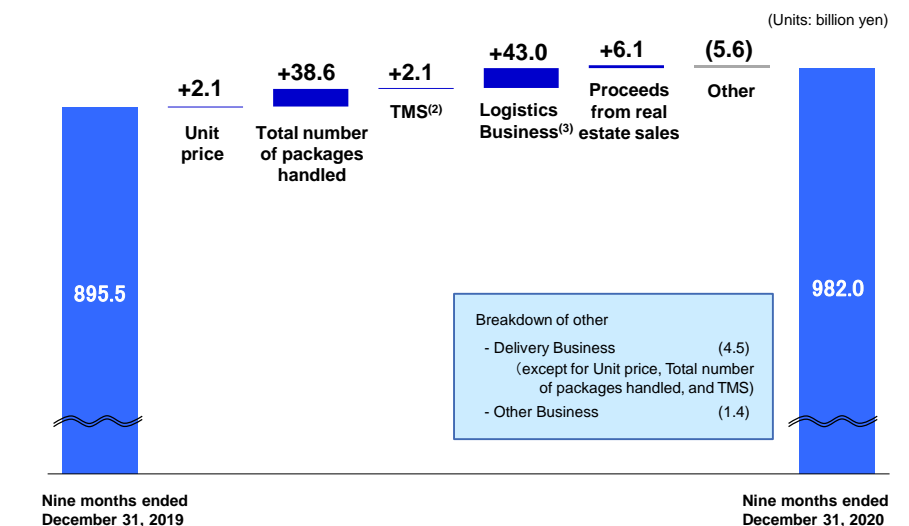 (Units: billion yen)
+2.1
Unit
price
+38.6
Total number
of packages
handled
+2.1
TMS(2)
+43.0
Logistics
Business(3)
+6.1
Proceeds
from real
estate sales
(5.6)
Other
895.5
982.0
Breakdown of other
- Delivery Business (4.5)
(except for Unit price, Total number
of packages handled, and TMS)
- Other Business (1.4)
Nine months ended
December 31, 2019
Nine months ended
December 31, 2020